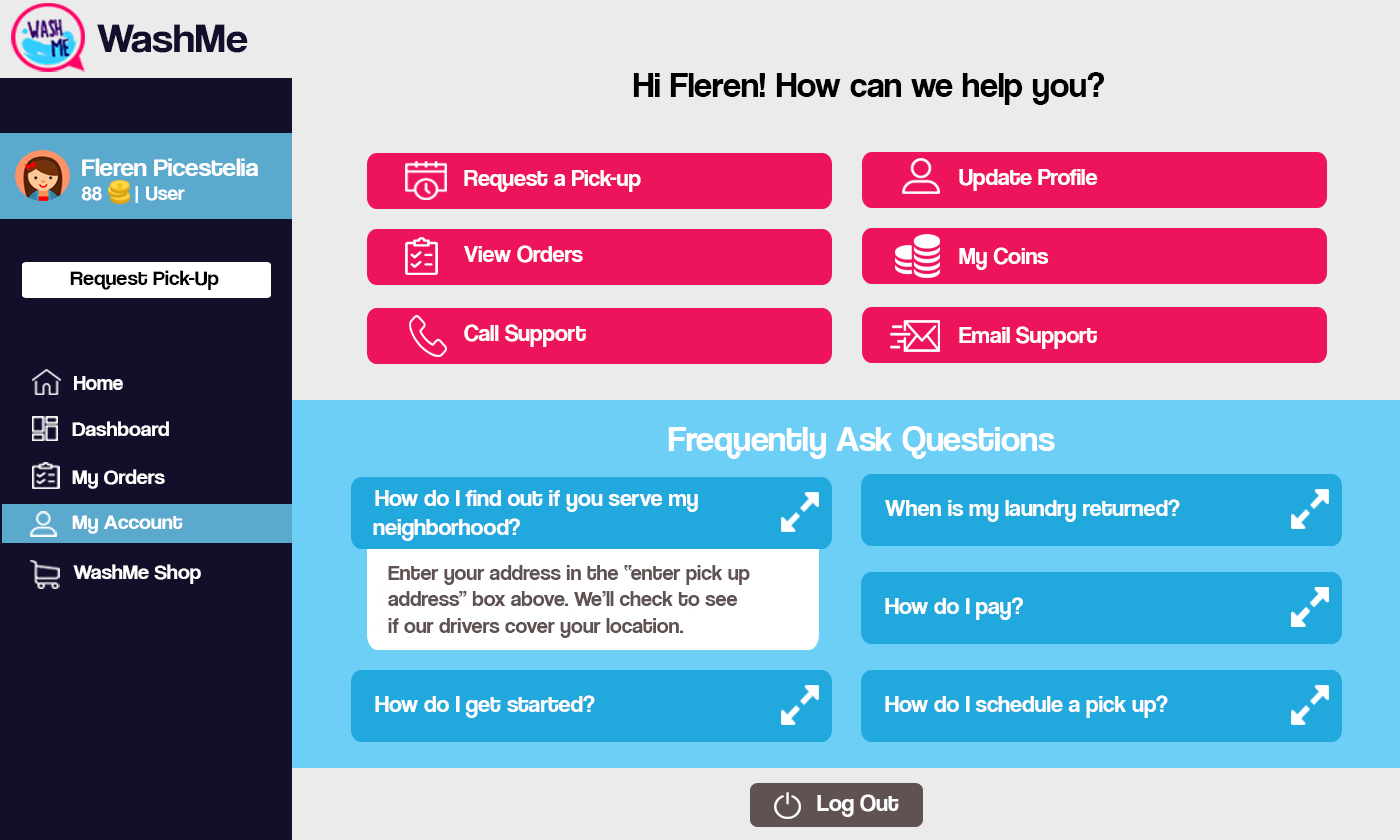 WASH
ME
WashMe
Fleren Picestelia
88 | User
Request Pick-Up
Home
Dashboard
My Orders
My Account
WashMe Shop
Hi Fleren! How can we help you?
Request a Pick-up
Update Profile
View Orders
My Coins
Call Support
Email Support
Frequently Ask Questions
How do I find out if you serve my
neighborhood?
Enter your address in the “enter pick up
address” box above. We’ll check to see
if our drivers cover your location.
When is my laundry returned?
How do I pay?
How do I get started?
How do I schedule a pick up?
Log Out